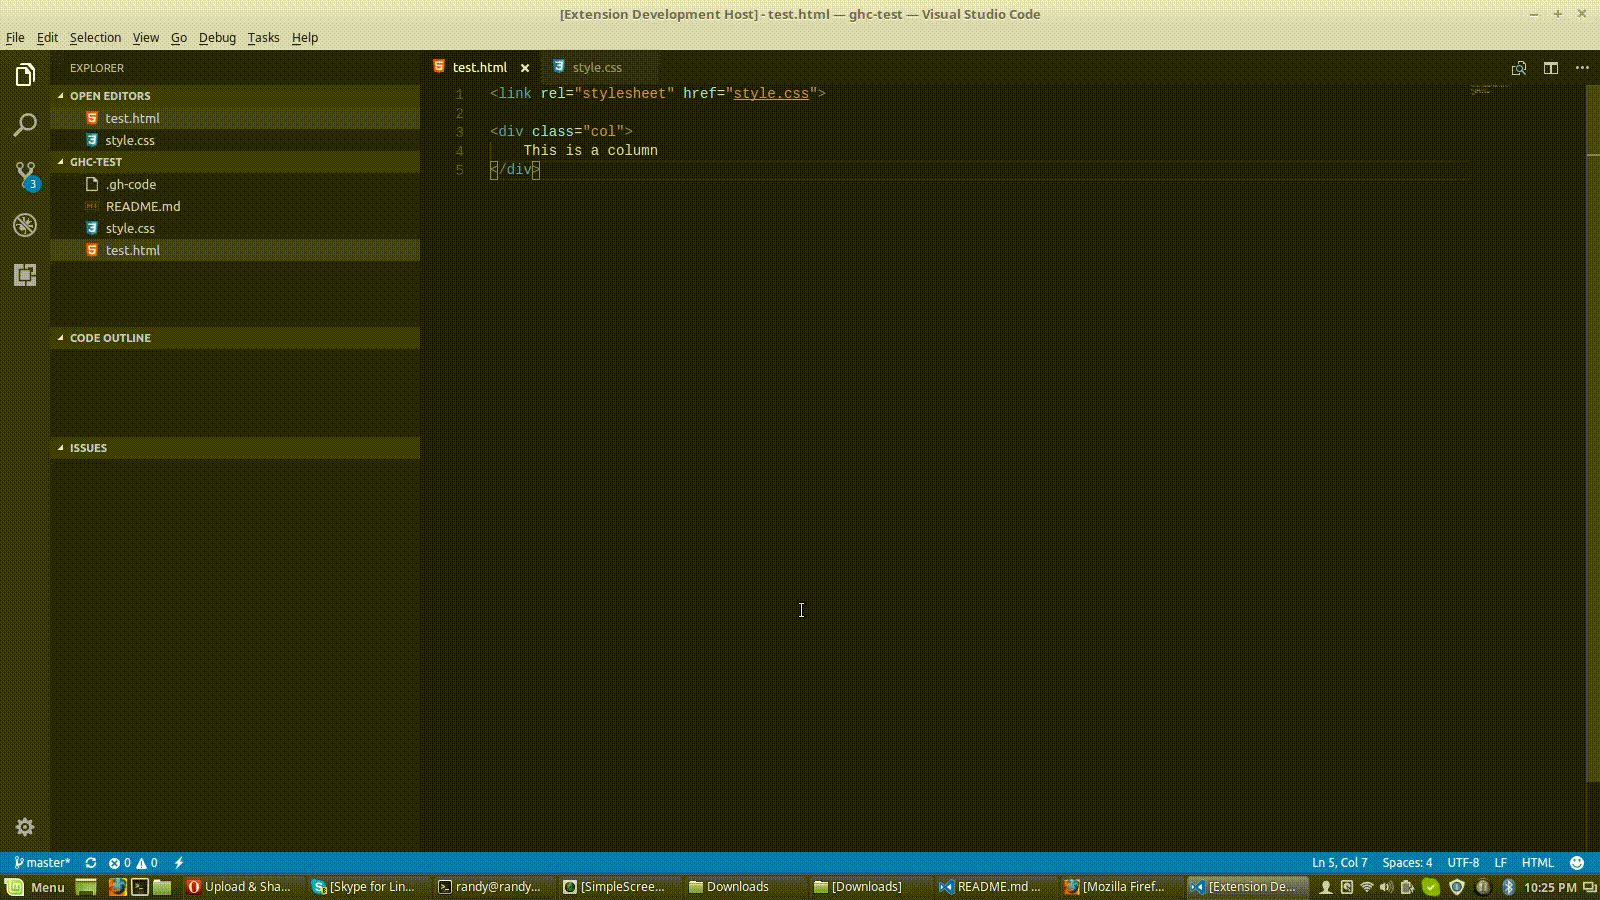 [Extension Development Host] - test.html — ghc-test — Visual Studio Code
File Edit Selection View Go Debug Tasks Help
EXPLORER
OPEN EDITORS
test.html
style.css
GHC-TEST
.gh-code
README.md
style.css
test.html
CODE OUTLINE
ISSUES
3
test.html style.css
1 <link rel="stylesheet" href="style.css">
2
3 <div class="col">
4 This is a column
5 </div>
master* 0 0 Ln 5, Col 7 Spaces: 4 UTF-8 LF HTML
Menu Upload & Sha... [Skype for Lin... randy@randy... [SimpleScree... Downloads [Downloads] README.md ... [Mozilla Firef... [Extension De... 10:25 PM